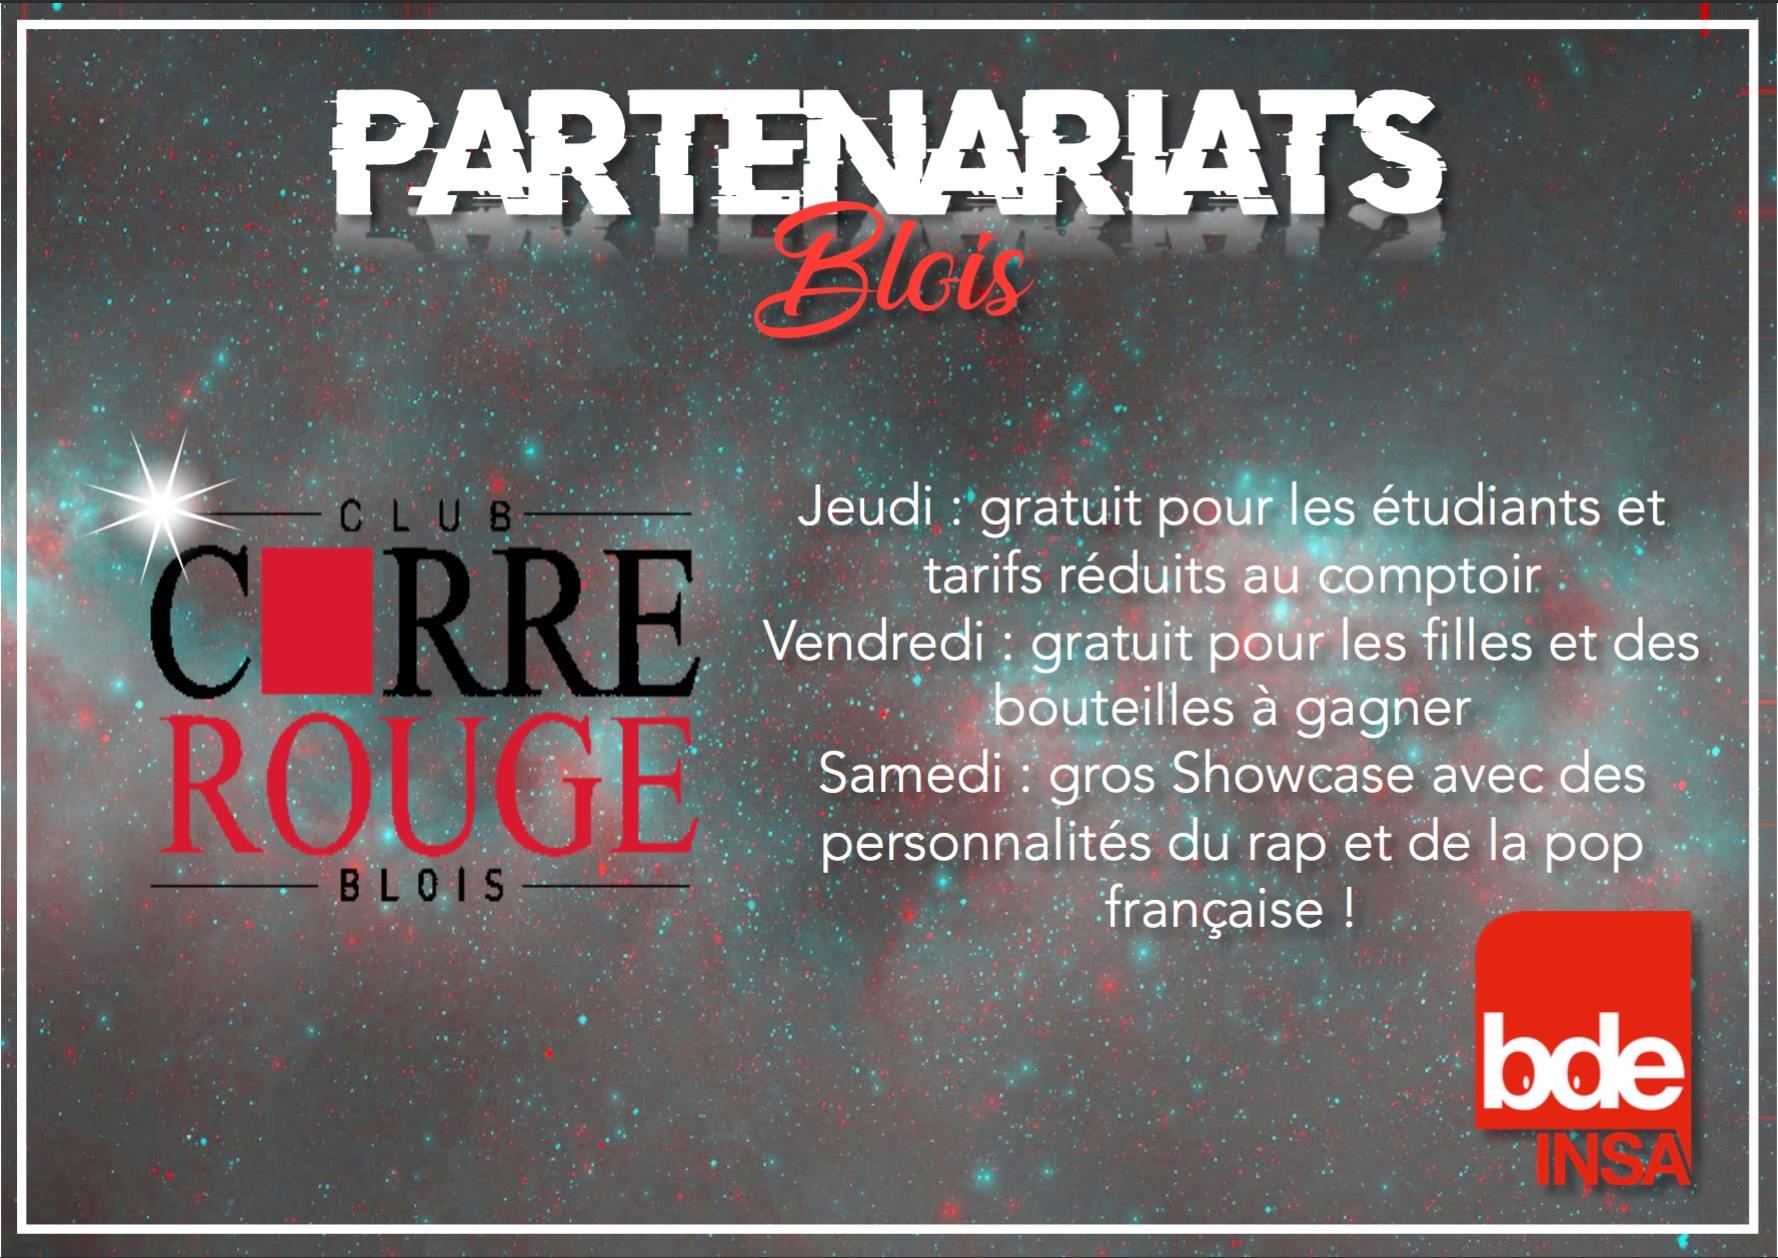 PARTENARIATS
Blois
CLUB
C RRE
ROUGE
BLOIS
Jeudi : gratuit pour les étudiants et
tarifs réduits au comptoir
Vendredi : gratuit pour les filles et des
bouteilles à gagner
Samedi : gros Showcase avec des
personnalités du rap et de la pop
française !
bde
INSA